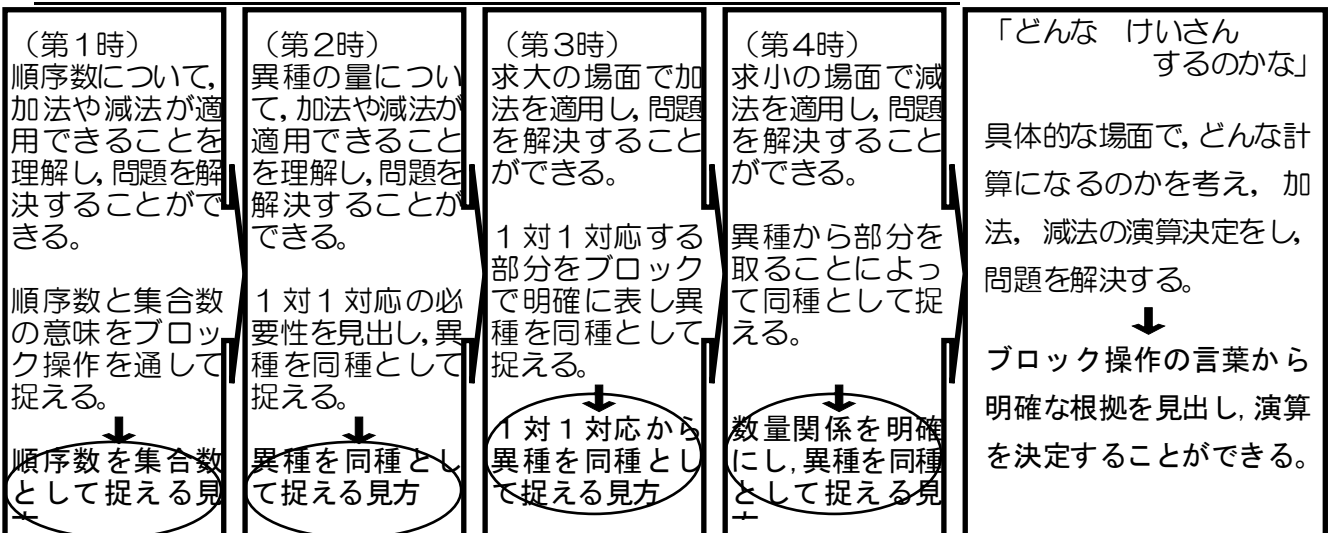 （第１時）
順序数について，
加法や減法が適
用できることを
理解し，問題を解
決することがで
きる。
順序数と集合数
の意味をブロッ
ク操作を通して
捉える。
順序数を集合数
として捉える見
（第２時）
異種の量につい
て，加法や減法が
適用できること
を理解し，問題を
解決することが
できる。
１対１対応の必
要性を見出し，異
種を同種として
捉える。
異種を同種とし
て捉える見方
（第３時）
求大の場面で加
法を適用し，問題
を解決すること
ができる。
１対１対応する
部分をブロック
で明確に表し異
種を同種として
捉える。
１対１対応から
異種を同種とし
て捉える見方
（第４時）
求小の場面で減
法を適用し，問題
を解決すること
ができる。
異種から部分を
取ることによっ
て同種として捉
える。
数量関係を明確
にし，異種を同種
として捉える見
「どんな　けいさん
するのかな」
具体的な場面で，どんな計
算になるのかを考え，加
法，減法の演算決定をし，
問題を解決する。
ブロック操作の言葉から
明確な根拠を見出し，演算
を決定することができる。